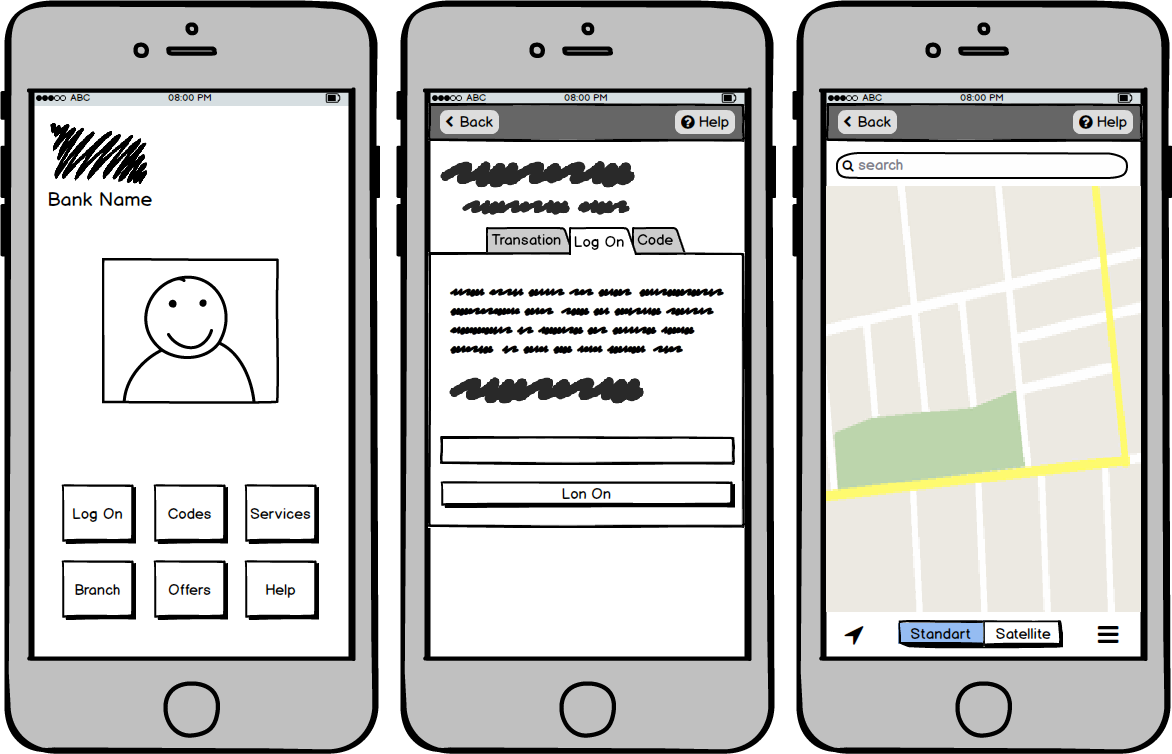 ABC 08:00 PM
Bank Name
Log On Codes Services
Branch Offers Help
ABC 08:00 PM
Back Help
Transation Log On Code
Lon On
ABC 08:00 PM
Back Help
search
Standart Satellite